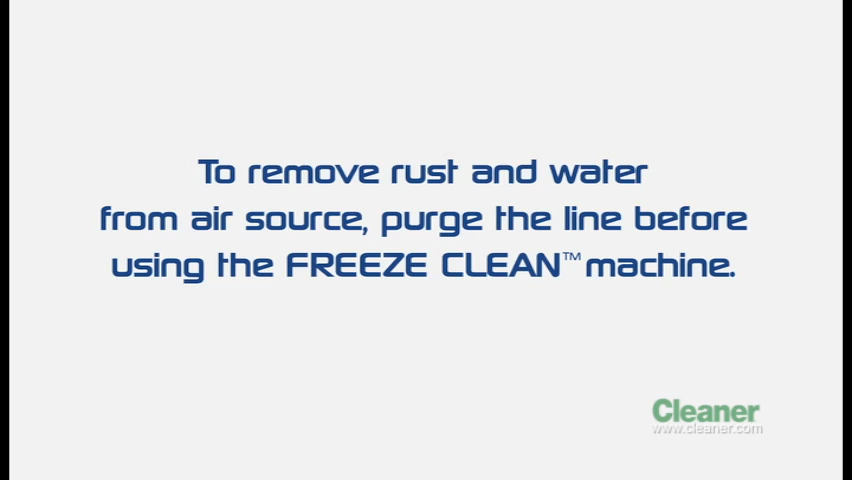 To remove rust and water
from air source, purge the line before
using the FREEZE CLEAN™ machine.
Cleaner
www.cleaner.com